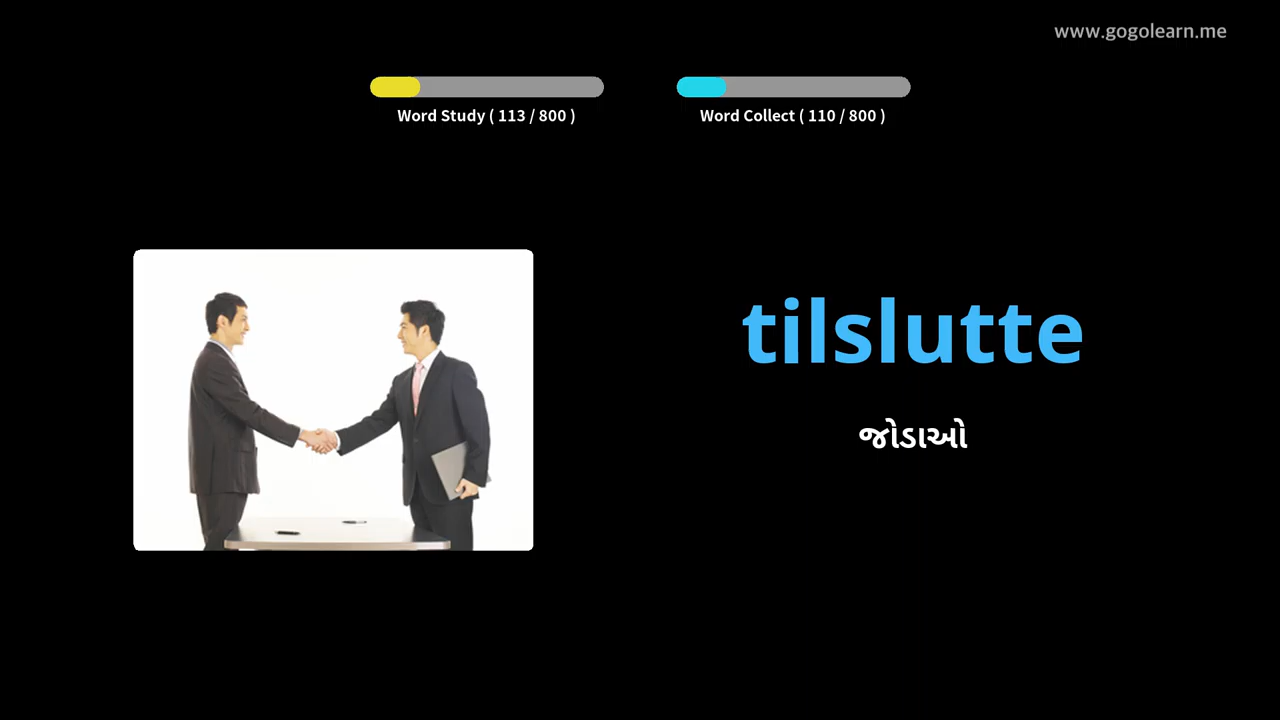 www.gogolearn.me
Word Study ( 113 / 800 )
Word Collect ( 110 / 800 )
tilslutte
જોડાઓ